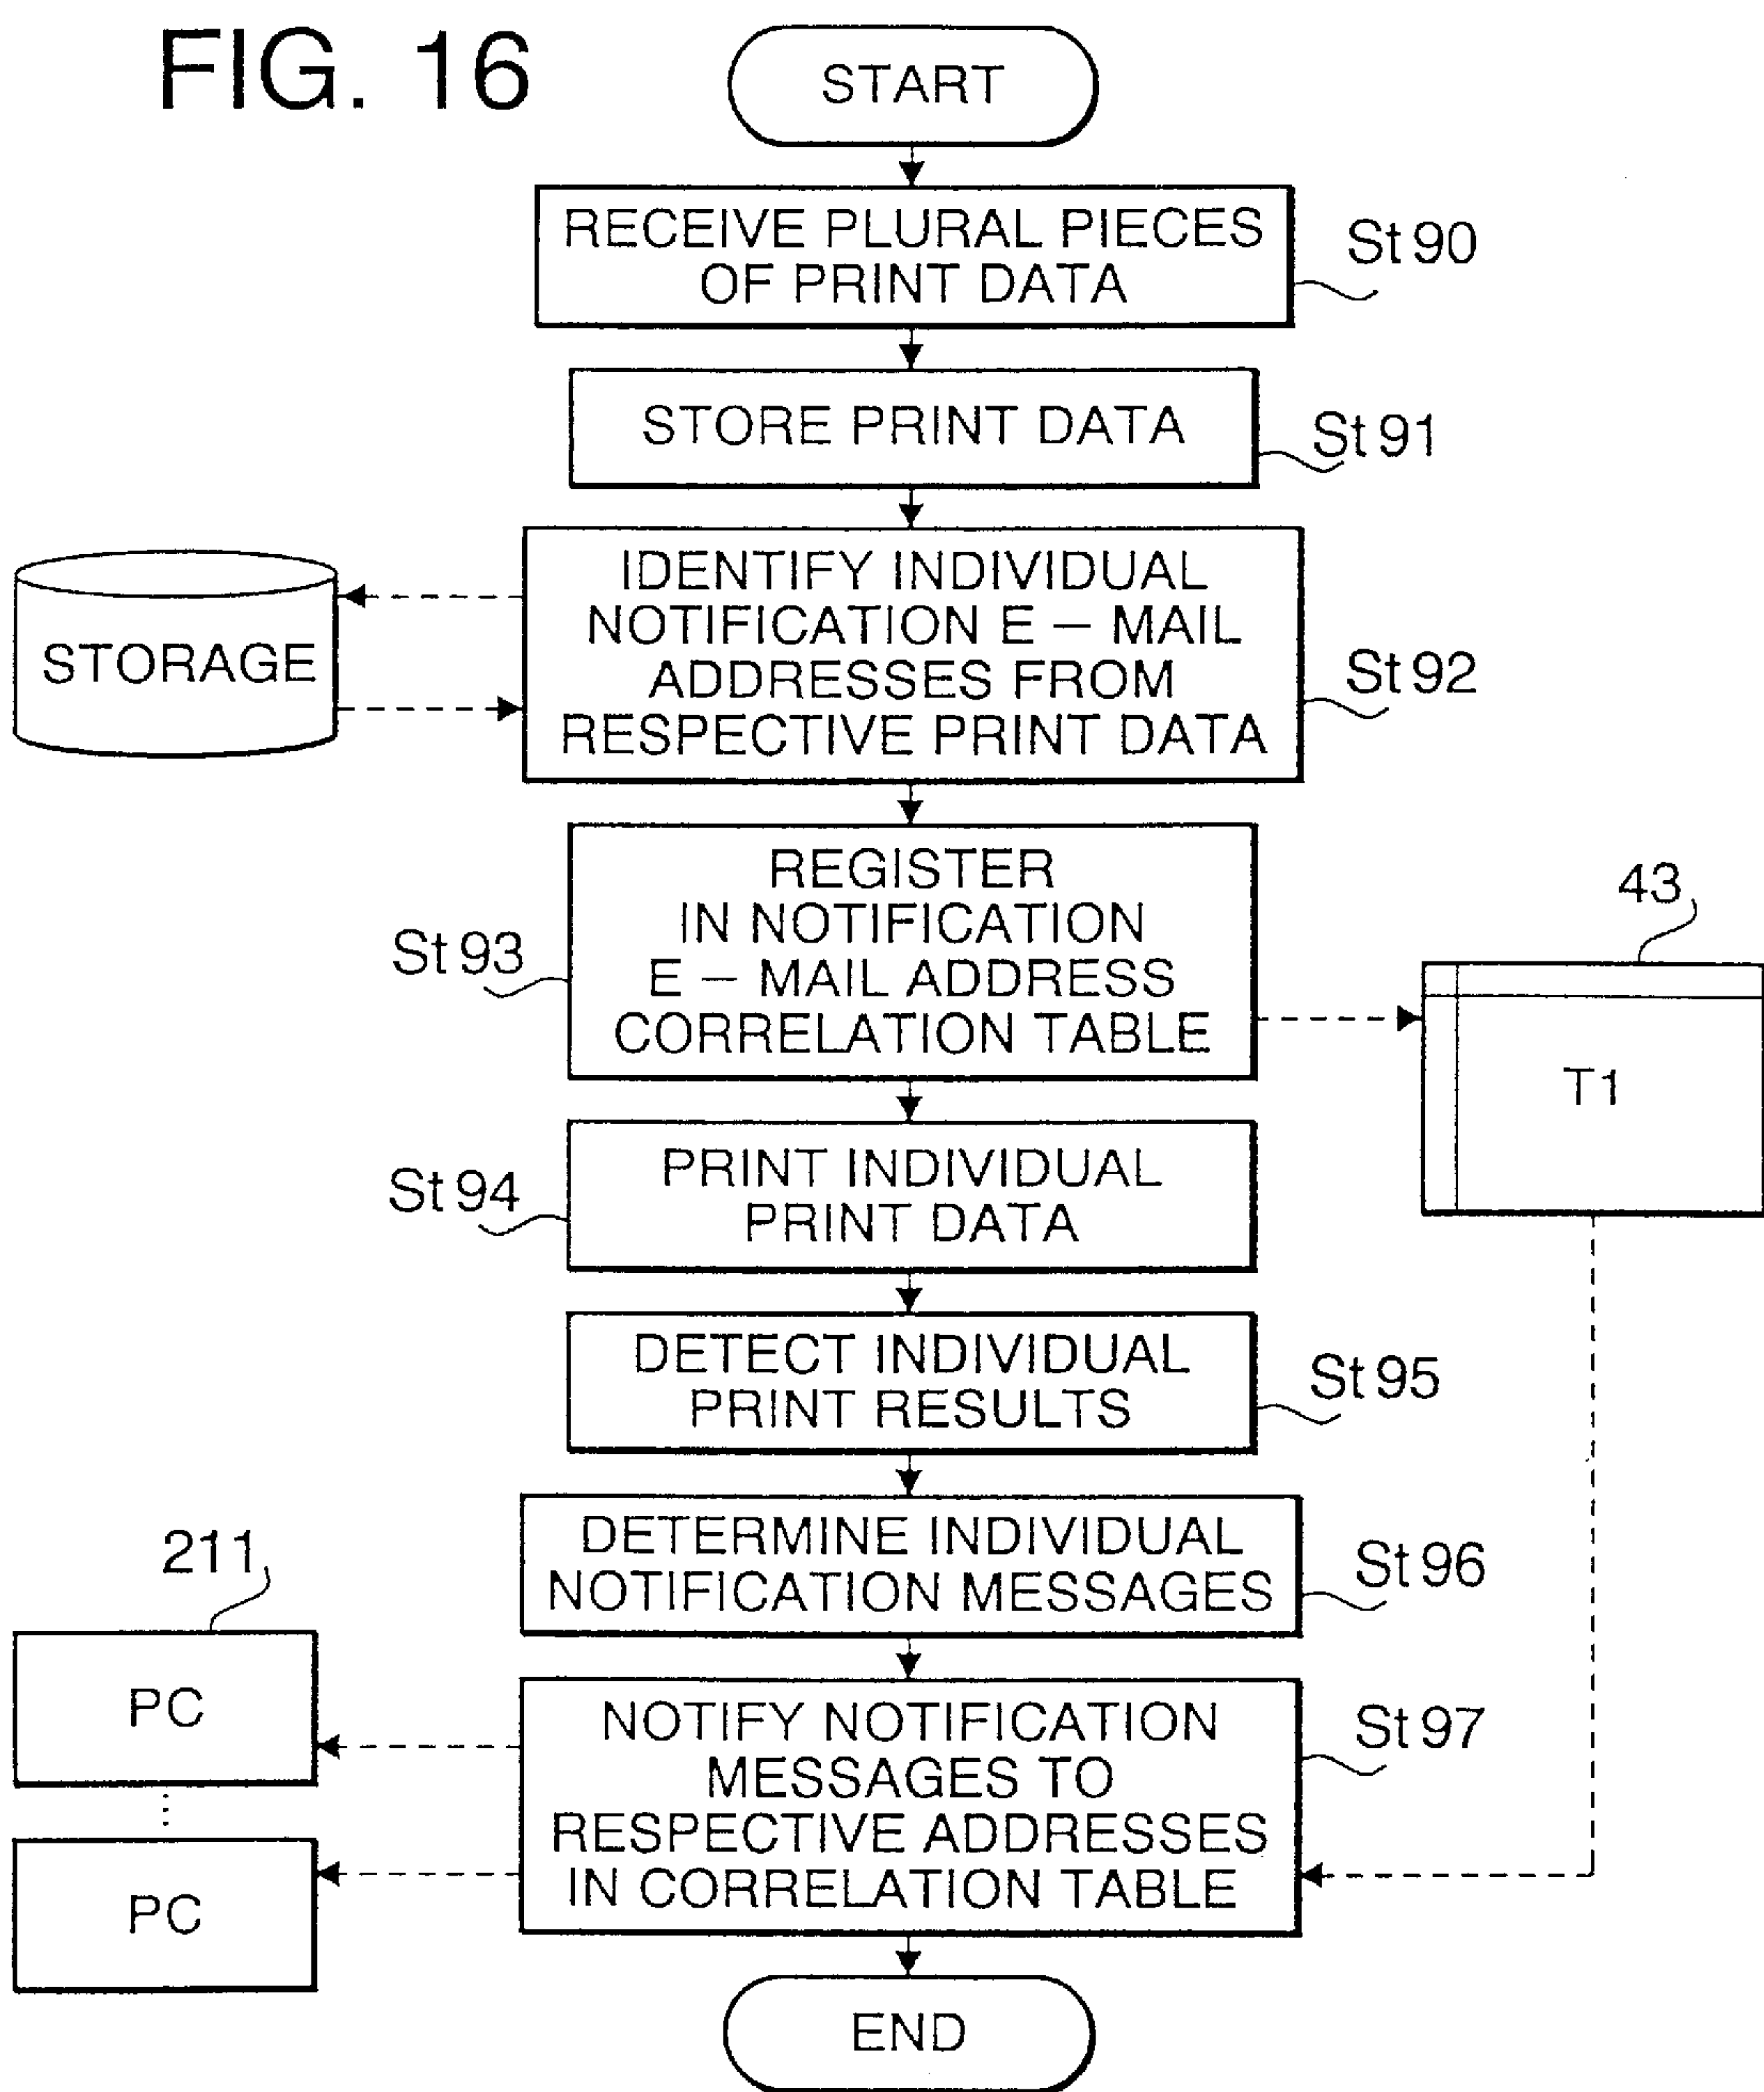 FIG. 16
START
RECEIVE PLURAL PIECES
OF PRINT DATA
St 90
STORE PRINT DATA
St 91
STORAGE
IDENTIFY INDIVIDUAL
NOTIFICATION E – MAIL
ADDRESSES FROM
RESPECTIVE PRINT DATA
St 92
REGISTER
IN NOTIFICATION
E – MAIL ADDRESS
CORRELATION TABLE
St 93
43
T1
PRINT INDIVIDUAL
PRINT DATA
St 94
DETECT INDIVIDUAL
PRINT RESULTS
St 95
DETERMINE INDIVIDUAL
NOTIFICATION MESSAGES
St 96
211
PC
⋮
PC
NOTIFY NOTIFICATION
MESSAGES TO
RESPECTIVE ADDRESSES
IN CORRELATION TABLE
St 97
END